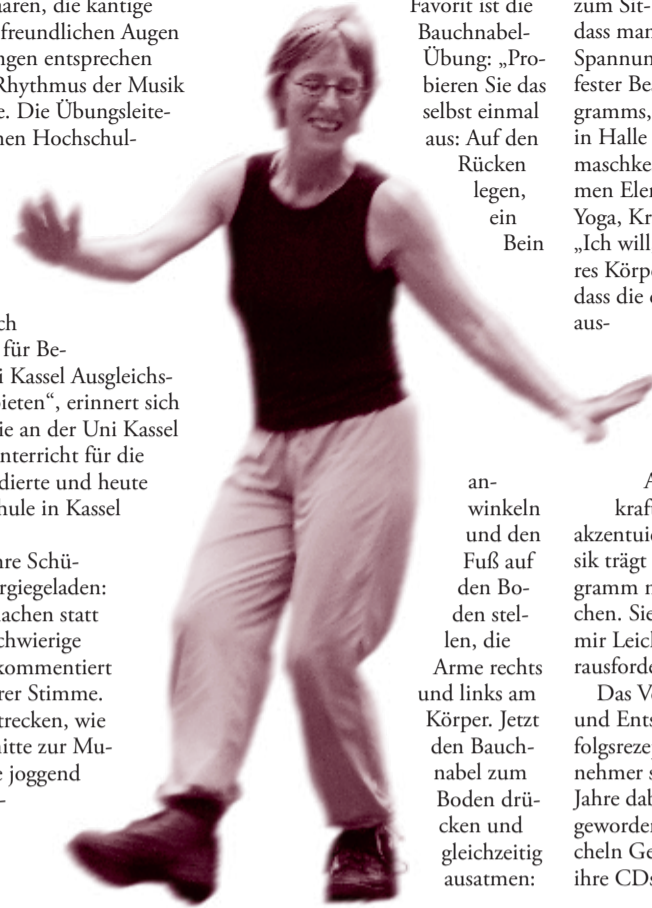 aaren, die kantige
freundlichen Augen
ngen entsprechen
Rhythmus der Musik
e. Die Übungsleite-
nen Hochschul-
ch
für Be-
i Kassel Ausgleichs-
bieten“, erinnert sich
ie an der Uni Kassel
nterricht für die
dierte und heute
hule in Kassel
hre Schü-
rgiegeladen:
achen statt
chwierige
kommentiert
rer Stimme.
trecken, wie
itte zur Mu-
e joggend
-
Favorit ist die
Bauchnabel-
Übung: „Pro-
bieren Sie das
selbst einmal
aus: Auf den
Rücken
legen,
ein
Bein
an-
winkeln
und den
Fuß auf
den Bo-
den stel-
len, die
Arme rechts
und links am
Körper. Jetzt
den Bauch-
nabel zum
Boden drü-
cken und
gleichzeitig
ausatmen:
zum Sit-
dass man
Spannun
fester Be
gramms,
in Halle
maschke
men Eler
Yoga, Kr
„Ich will
res Körpe
dass die
aus-
A
kraf
akzentuie
sik trägt
gramm n
chen. Sie
mir Leich
rausforde
Das Ve
und Ents
folgsreze
nehmer s
Jahre dab
geworden
cheln Ge
ihre CDs